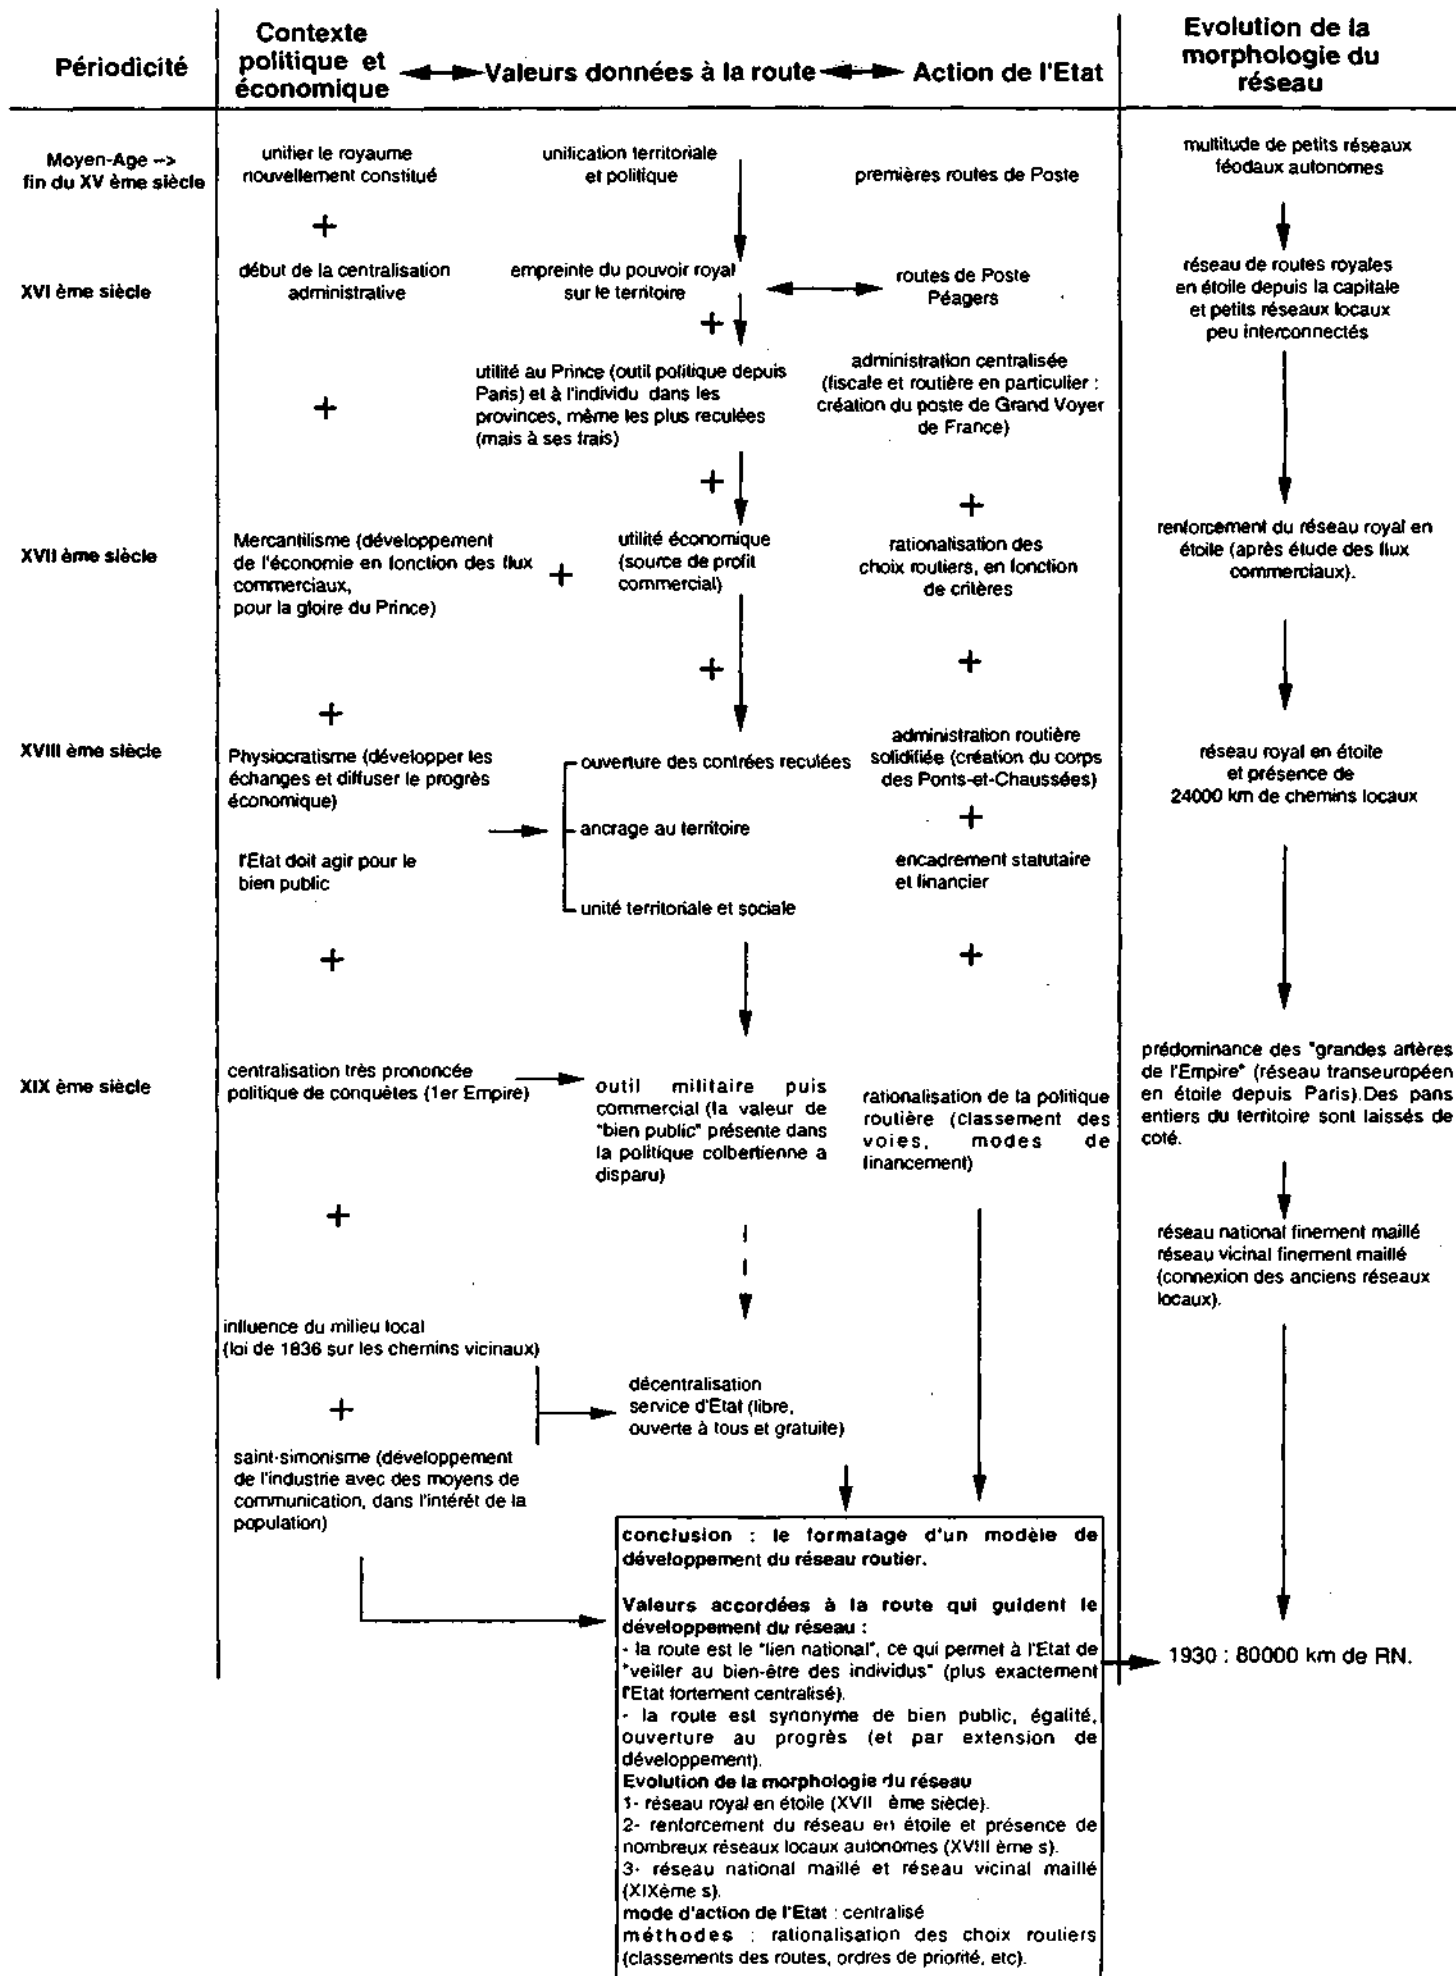 Périodicité
Contexte
politique et
économique
Valeurs données à la route
Action de l'Etat
Evolution de la
morphologie du
réseau
Moyen-Age -->
fin du XV ème siècle
unifier le royaume
nouvellement constitué
unification territoriale
et politique
premières routes de Poste
multitude de petits réseaux
féodaux autonomes
+
XVI ème siècle
début de la centralisation
administrative
empreinte du pouvoir royal
sur le territoire
routes de Poste
Péagers
réseau de routes royales
en étoile depuis la capitale
et petits réseaux locaux
peu interconnectés
+
+
utilité au Prince (outil politique depuis
Paris) et à l'individu dans les
provinces, même les plus reculées
(mais à ses frais)
administration centralisée
(fiscale et routière en particulier :
création du poste de Grand Voyer
de France)
+
+
XVII ème siècle
Mercantilisme (développement
de l'économie en fonction des flux
commerciaux,
pour la gloire du Prince)
+
utilité économique
(source de profit
commercial)
rationalisation des
choix routiers, en fonction
de critères
renforcement du réseau royal en
étoile (après étude des flux
commerciaux).
+
+
+
XVIII ème siècle
Physiocratisme (développer les
échanges et diffuser le progrès
économique)
l'Etat doit agir pour le
bien public
ouverture des contrées reculées
ancrage au territoire
unité territoriale et sociale
administration routière
solidifiée (création du corps
des Ponts-et-Chaussées)
+
encadrement statutaire
et financier
réseau royal en étoile
et présence de
24000 km de chemins locaux
+
+
XIX ème siècle
centralisation très prononcée
politique de conquêtes (1er Empire)
outil militaire puis
commercial (la valeur de
"bien public" présente dans
la politique colbertienne a
disparu)
rationalisation de la politique
routière (classement des
voies, modes de
financement)
prédominance des "grandes artères
de l'Empire" (réseau transeuropéen
en étoile depuis Paris).Des pans
entiers du territoire sont laissés de
coté.
+
réseau national finement maillé
réseau vicinal finement maillé
(connexion des anciens réseaux
locaux).
influence du milieu local
(loi de 1836 sur les chemins vicinaux)
+
décentralisation
service d'Etat (libre,
ouverte à tous et gratuite)
saint-simonisme (développement
de l'industrie avec des moyens de
communication, dans l'intérêt de la
population)
conclusion : le formatage d'un modèle de
développement du réseau routier.
Valeurs accordées à la route qui guident le
développement du réseau :
- la route est le "lien national", ce qui permet à l'Etat de
"veiller au bien-être des individus" (plus exactement
l'Etat fortement centralisé).
- la route est synonyme de bien public, égalité,
ouverture au progrès (et par extension de
développement).
Evolution de la morphologie du réseau
1- réseau royal en étoile (XVII ème siècle).
2- renforcement du réseau en étoile et présence de
nombreux réseaux locaux autonomes (XVIII ème s).
3- réseau national maillé et réseau vicinal maillé
(XIXème s).
mode d'action de l'Etat : centralisé
méthodes : rationalisation des choix routiers
(classements des routes, ordres de priorité, etc).
1930 : 80000 km de RN.